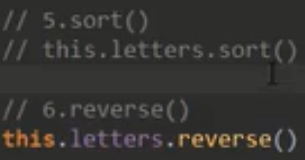 // 5.sort()
// this.letters.sort()
// 6.reverse()
this.letters.reverse()